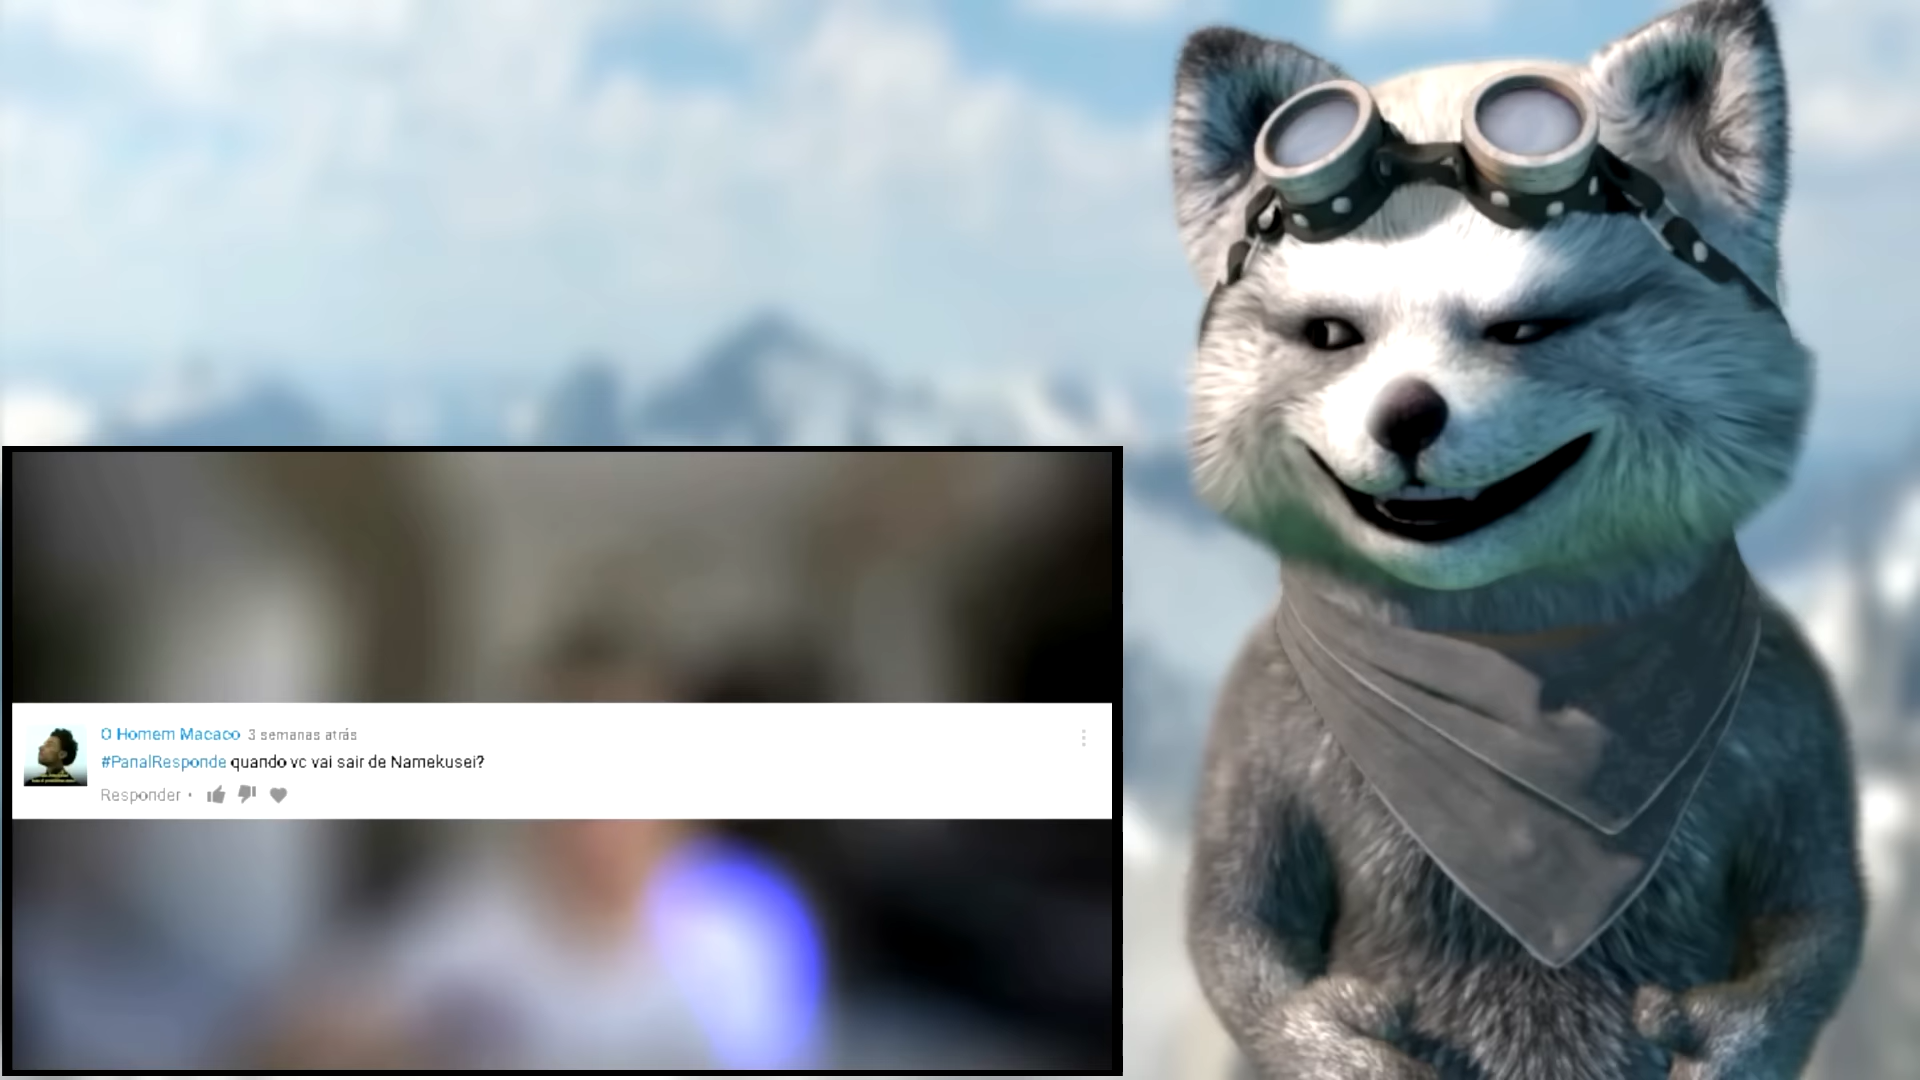 O Homem Macaco 3 semanas atrás
#PanalResponde quando vc vai sair de Namekusei?
Responder •